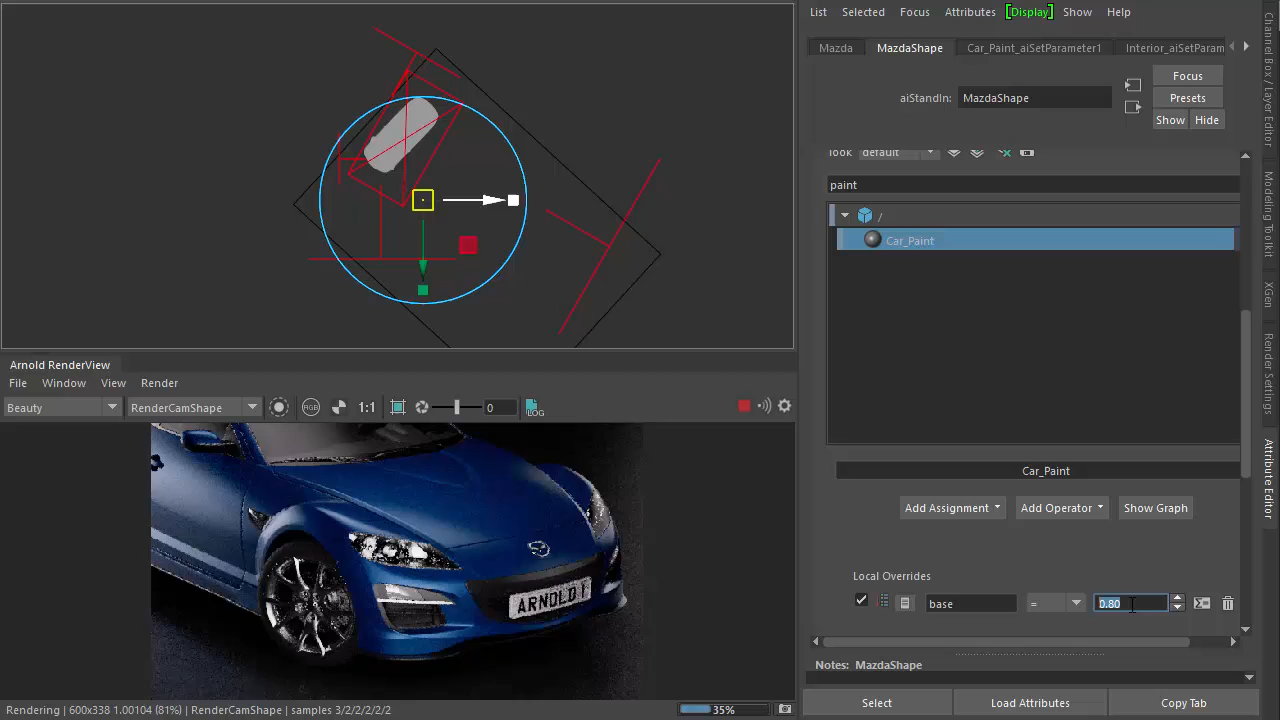 List Selected Focus Attributes Display Show Help
Mazda MazdaShape Car_Paint_aiSetParameter1 Interior_aiSetParam
Focus
aiStandIn: MazdaShape
Presets
Show Hide
look default
paint
/
Car_Paint
Car_Paint
Add Assignment Add Operator Show Graph
Local Overrides
base = 0.80
Notes: MazdaShape
Select Load Attributes Copy Tab
Channel Box / Layer Editor
Modeling Toolkit
XGen
Render Settings
Attribute Editor
Arnold RenderView
File Window View Render
Beauty RenderCamShape RGB 1:1 0 LOG
ARNOLD 1
Rendering | 600x338 1.00104 (81%) | RenderCamShape | samples 3/2/2/2/2/2 35%